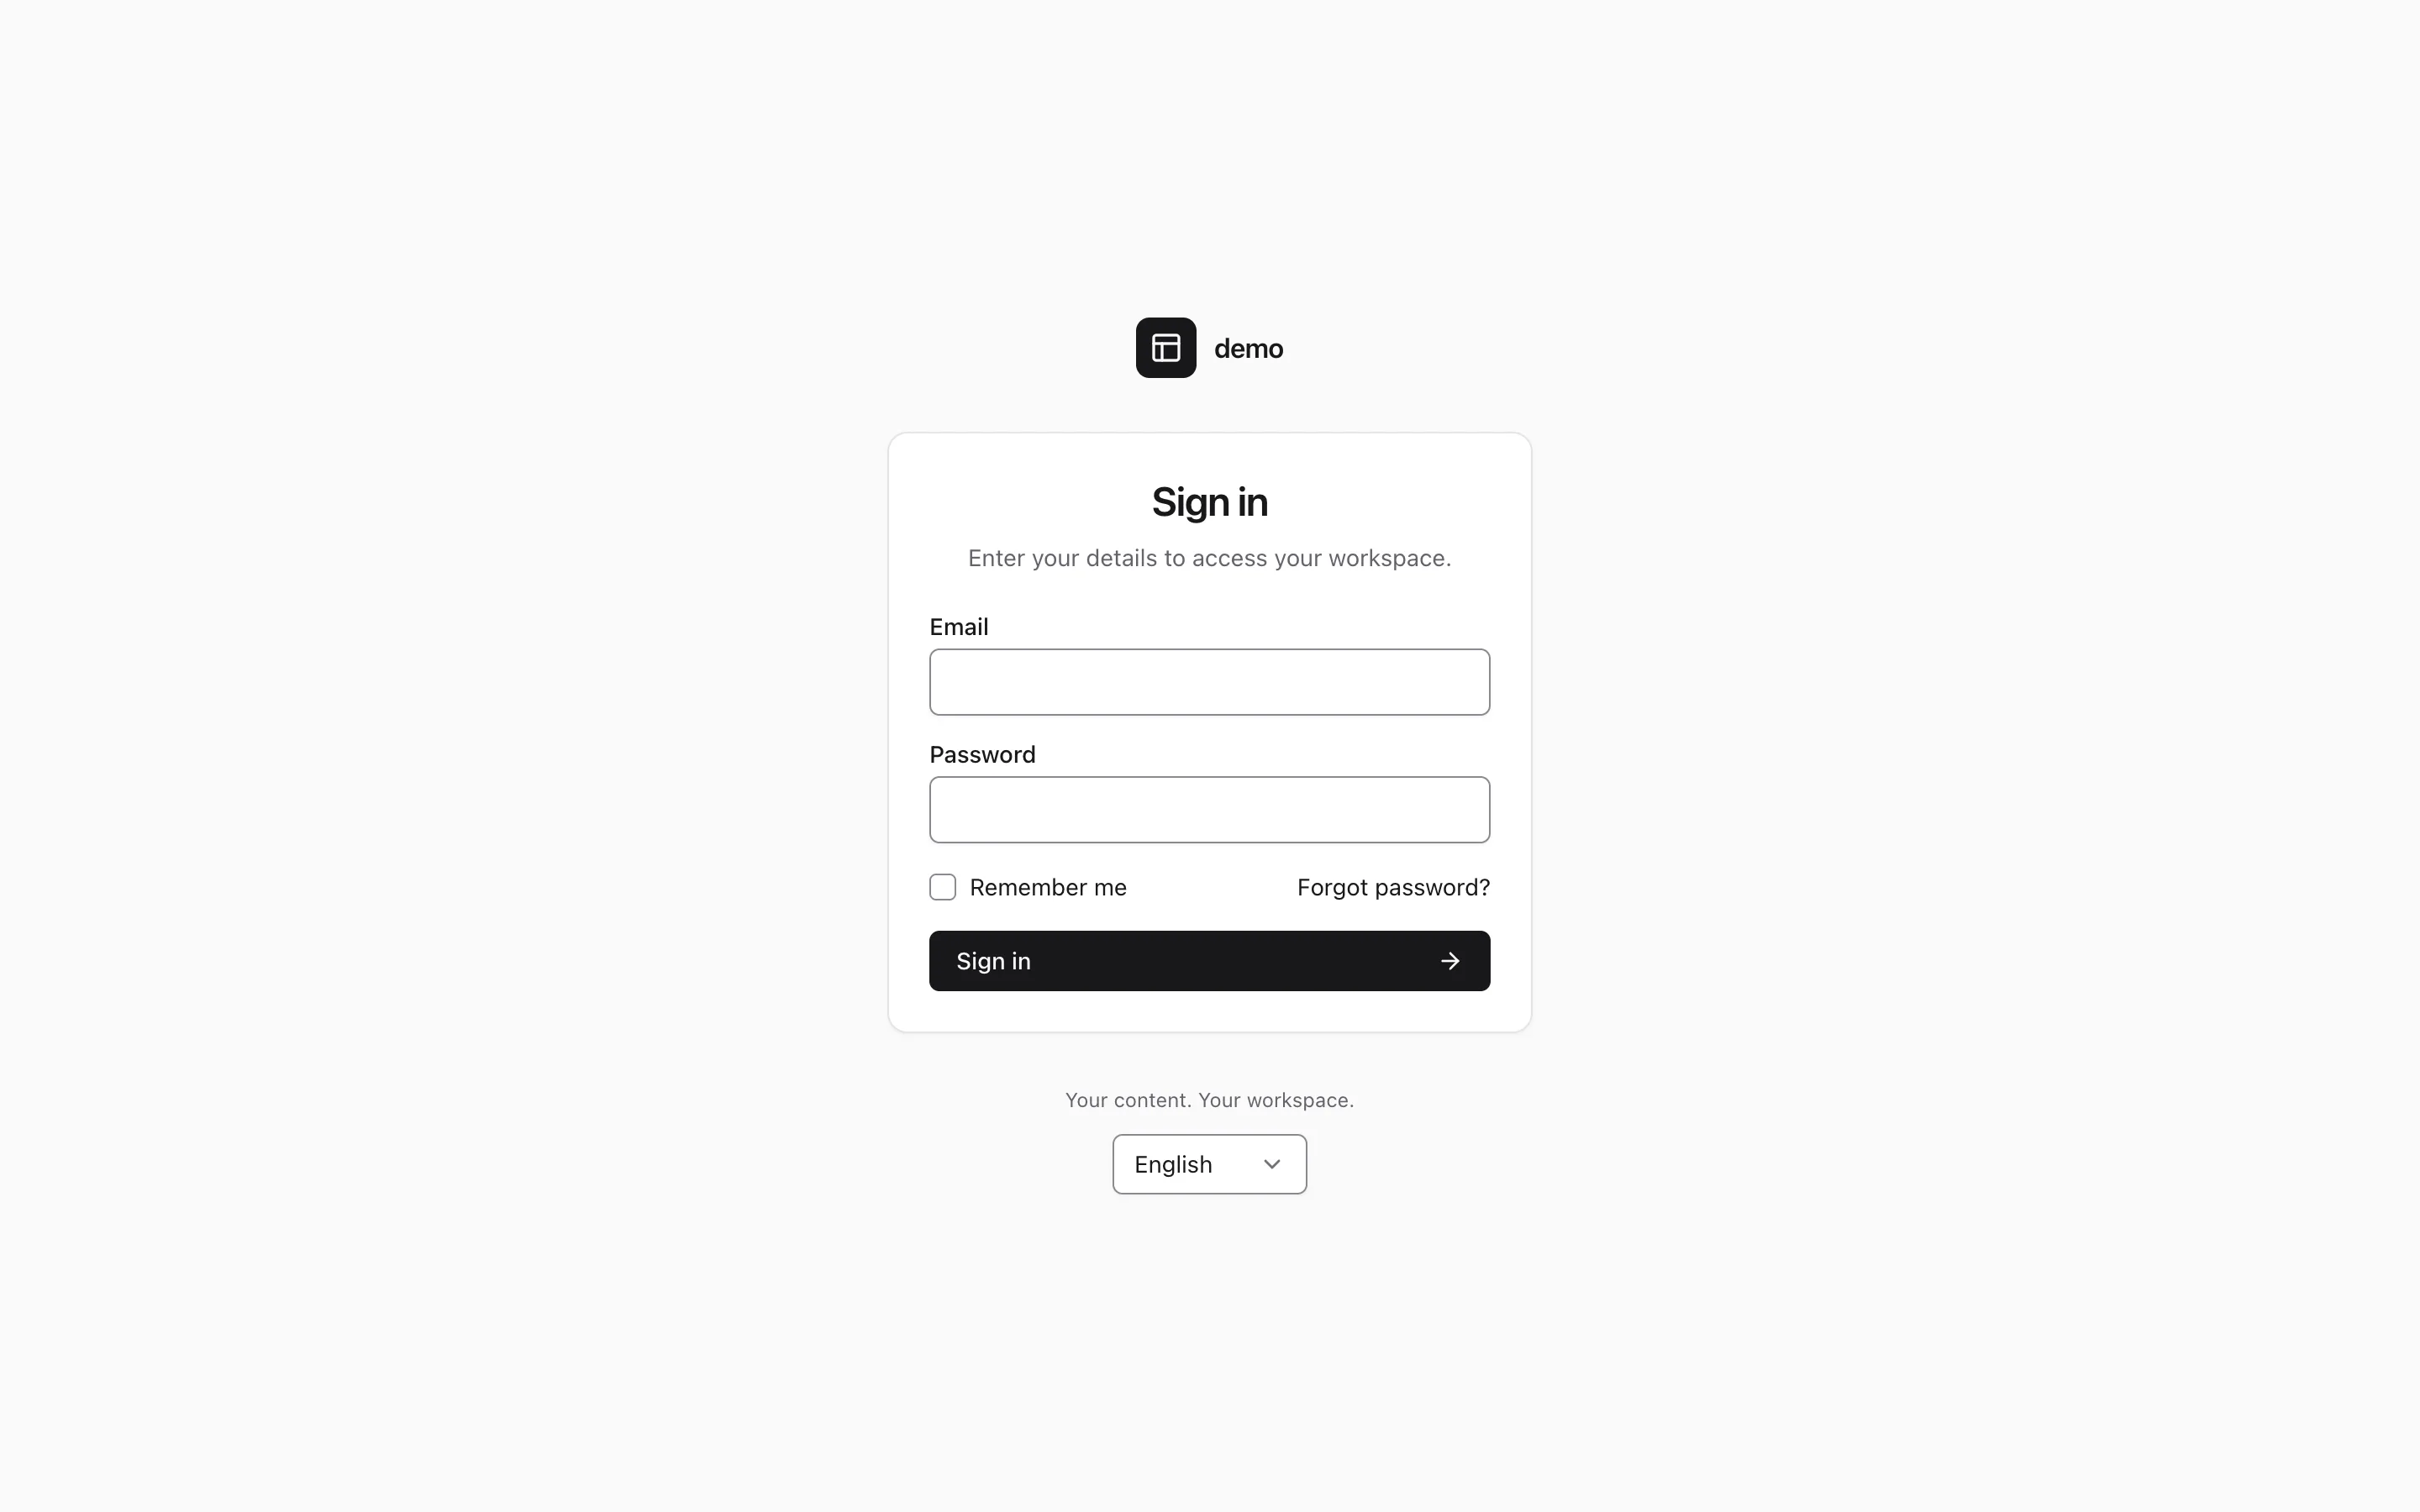 demo
Sign in
Enter your details to access your workspace.
Email
Password
Remember me
Forgot password?
Sign in
Your content. Your workspace.
English